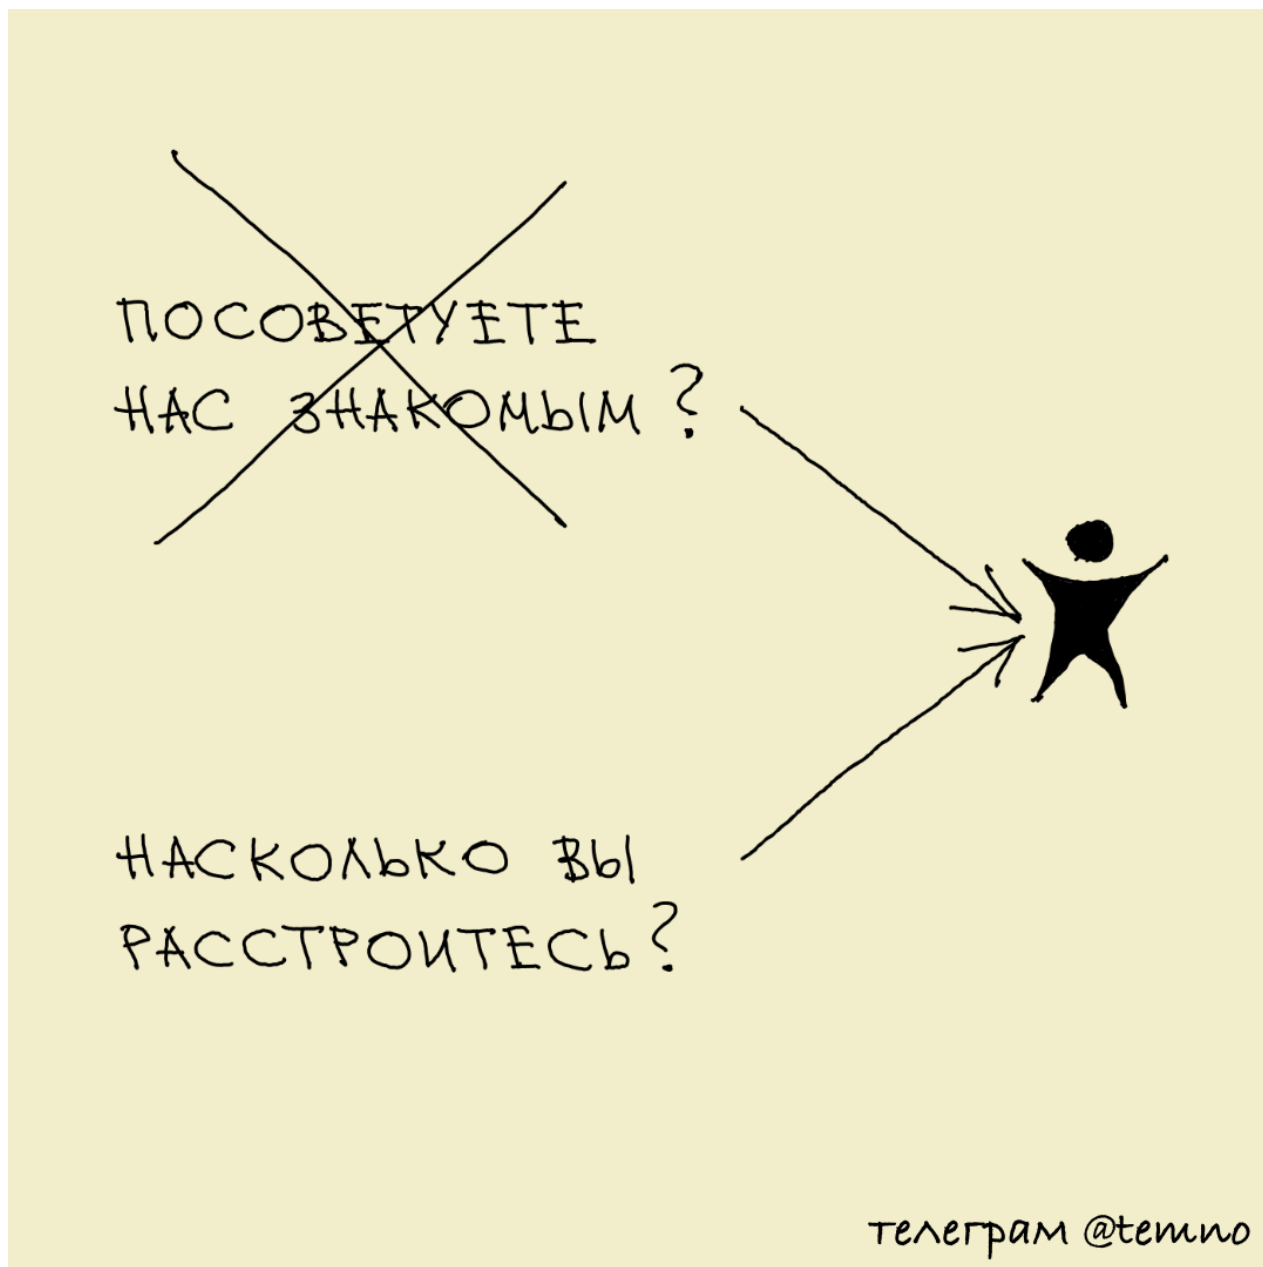 ПОСОВЕТУЕТЕ
НАС ЗНАКОМЫМ?
НАСКОЛЬКО ВЫ
РАССТРОИТЕСЬ?
телеграм @temno